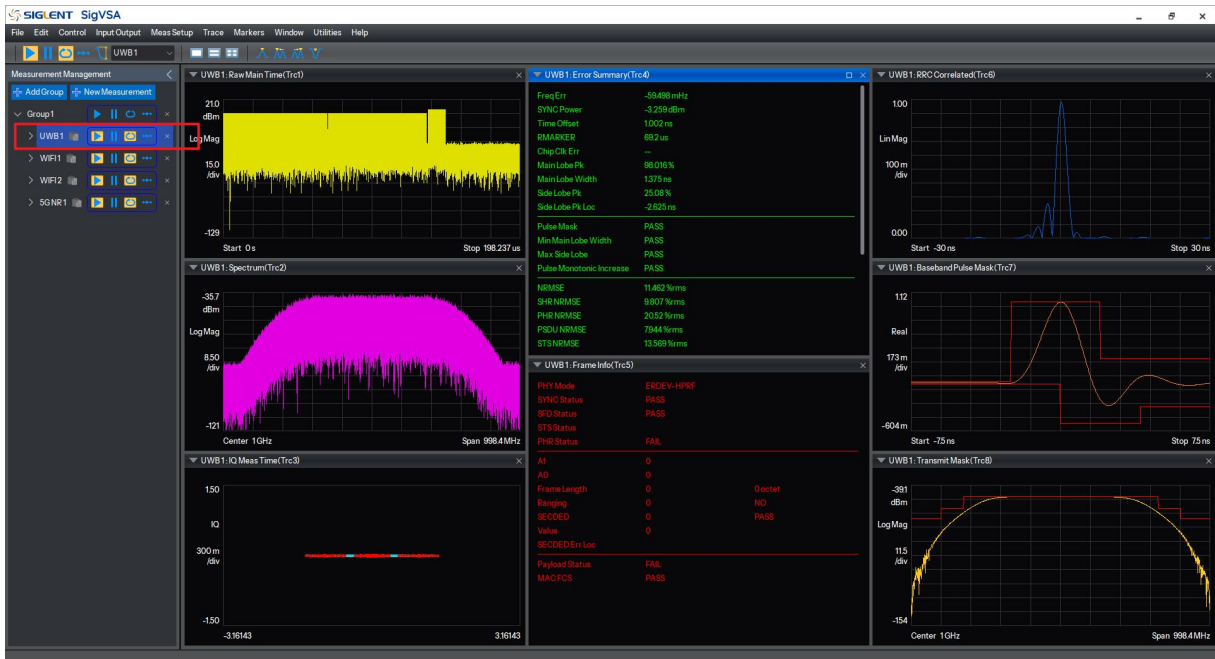 SIGLENT SigVSA
File Edit Control Input Output Meas Setup Trace Markers Window Utilities Help
UWB1
Measurement Management
Add Group New Measurement
Group1
UWB1
WIFI1
WIFI2
5GNR1
UWB1: Raw Main Time(Trc1)
21.0
dBm
Log Mag
15.0
/div
-129
Start 0 s Stop 198.237 us
UWB1: Spectrum(Trc2)
-35.7
dBm
Log Mag
8.50
/div
-121
Center 1 GHz Span 998.4 MHz
UWB1: IQ Meas Time(Trc3)
1.50
IQ
300 m
/div
-1.50
-3.16143 3.16143
UWB1: Error Summary(Trc4)
Freq Err -59.498 mHz
SYNC Power -3.259 dBm
Time Offset 1.002 ns
RMARKER 69.2 us
Chip Clk Err --
Main Lobe Pk 98.016 %
Main Lobe Width 1.375 ns
Side Lobe Pk 25.08 %
Side Lobe Pk Loc -2.625 ns
Pulse Mask PASS
Min Main Lobe Width PASS
Max Side Lobe PASS
Pulse Monotonic Increase PASS
NRMSE 11.462 %rms
SHR NRMSE 9.807 %rms
PHR NRMSE 20.52 %rms
PSDU NRMSE 7.944 %rms
STS NRMSE 13.569 %rms
UWB1: Frame Info(Trc5)
PHY Mode ERDEV-HPRF
SYNC Status PASS
SFD Status PASS
STS Status
PHR Status FAIL
A1 0
A0 0
Frame Length 0 0 octet
Ranging 0 NO
SECDED 0 PASS
Value 0
SECDED Err Loc
Payload Status FAIL
MAC FCS PASS
UWB1: RRC Correlated(Trc6)
1.00
Lin Mag
100 m
/div
0.00
Start -30 ns Stop 30 ns
UWB1: Baseband Pulse Mask(Trc7)
1.12
Real
173 m
/div
-604 m
Start -7.5 ns Stop 7.5 ns
UWB1: Transmit Mask(Trc8)
-39.1
dBm
Log Mag
11.5
/div
-154
Center 1 GHz Span 998.4 MHz